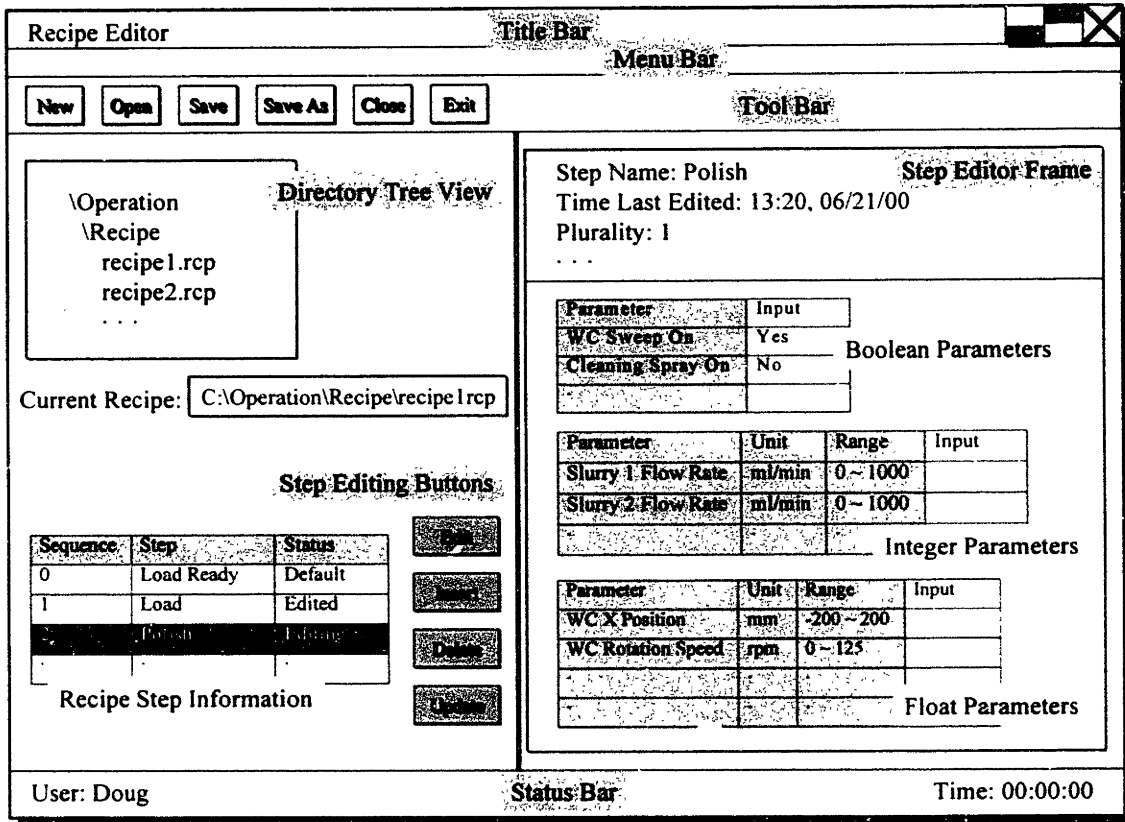 Recipe Editor
Title Bar
Menu Bar
New Open Save Save As Close Exit
Tool Bar
\Operation
\Recipe
recipe1.rcp
recipe2.rcp
. . .
Directory Tree View
Current Recipe: C:\Operation\Recipe\recipe1rcp
Step Editing Buttons
Sequence Step Status
0 Load Ready Default
1 Load Edited
Polish Editing
. . .
Recipe Step Information
Edit
Insert
Delete
Update
Step Name: Polish
Step Editor Frame
Time Last Edited: 13:20, 06/21/00
Plurality: 1
. . .
Parameter Input
WC Sweep On Yes
Cleaning Spray On No
Boolean Parameters
Parameter Unit Range Input
Slurry 1 Flow Rate ml/min 0 ~ 1000
Slurry 2 Flow Rate ml/min 0 ~ 1000
Integer Parameters
Parameter Unit Range Input
WC X Position mm -200 ~ 200
WC Rotation Speed rpm 0 ~ 125
Float Parameters
User: Doug
Status Bar
Time: 00:00:00